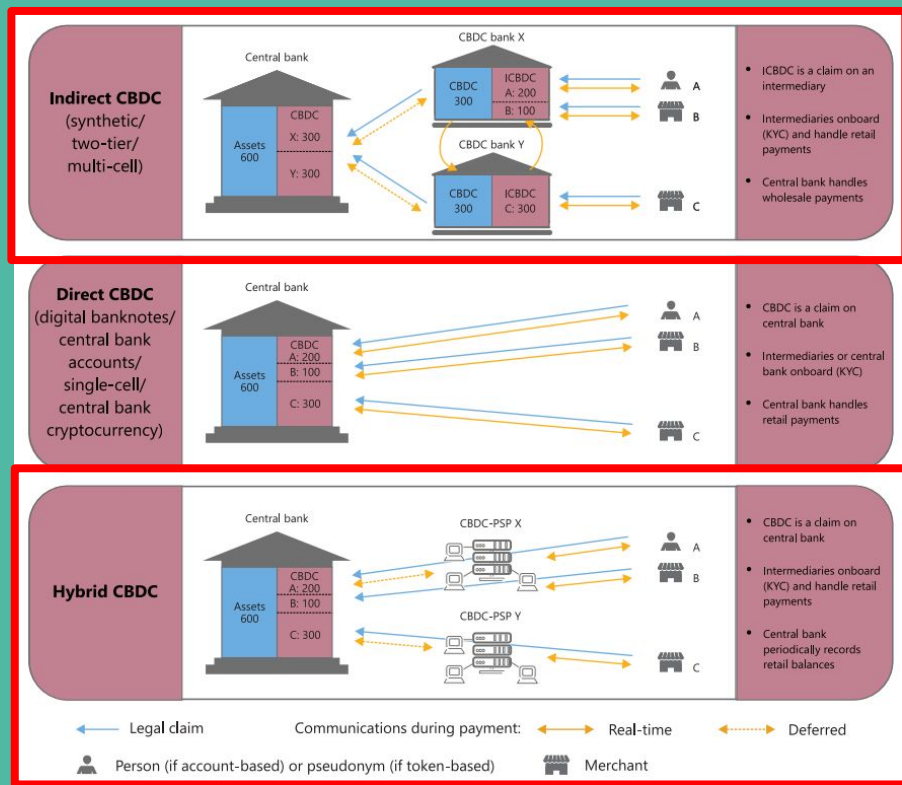 Indirect CBDC
(synthetic/
two-tier/
multi-cell)
Central bank
Assets
600
CBDC
X: 300
Y: 300
CBDC bank X
CBDC
300
ICBDC
A: 200
B: 100
CBDC bank Y
CBDC
300
ICBDC
C: 300
A
B
C
• ICBDC is a claim on an
intermediary
• Intermediaries onboard
(KYC) and handle retail
payments
• Central bank handles
wholesale payments
Direct CBDC
(digital banknotes/
central bank
accounts/
single-cell/
central bank
cryptocurrency)
Central bank
Assets
600
CBDC
A: 200
B: 100
C: 300
A
B
C
• CBDC is a claim on
central bank
• Intermediaries or central
bank onboard (KYC)
• Central bank handles
retail payments
Hybrid CBDC
Central bank
Assets
600
CBDC
A: 200
B: 100
C: 300
CBDC-PSP X
CBDC-PSP Y
A
B
C
• CBDC is a claim on
central bank
• Intermediaries onboard
(KYC) and handle retail
payments
• Central bank
periodically records
retail balances
Legal claim
Communications during payment:
Real-time
Deferred
Person (if account-based) or pseudonym (if token-based)
Merchant